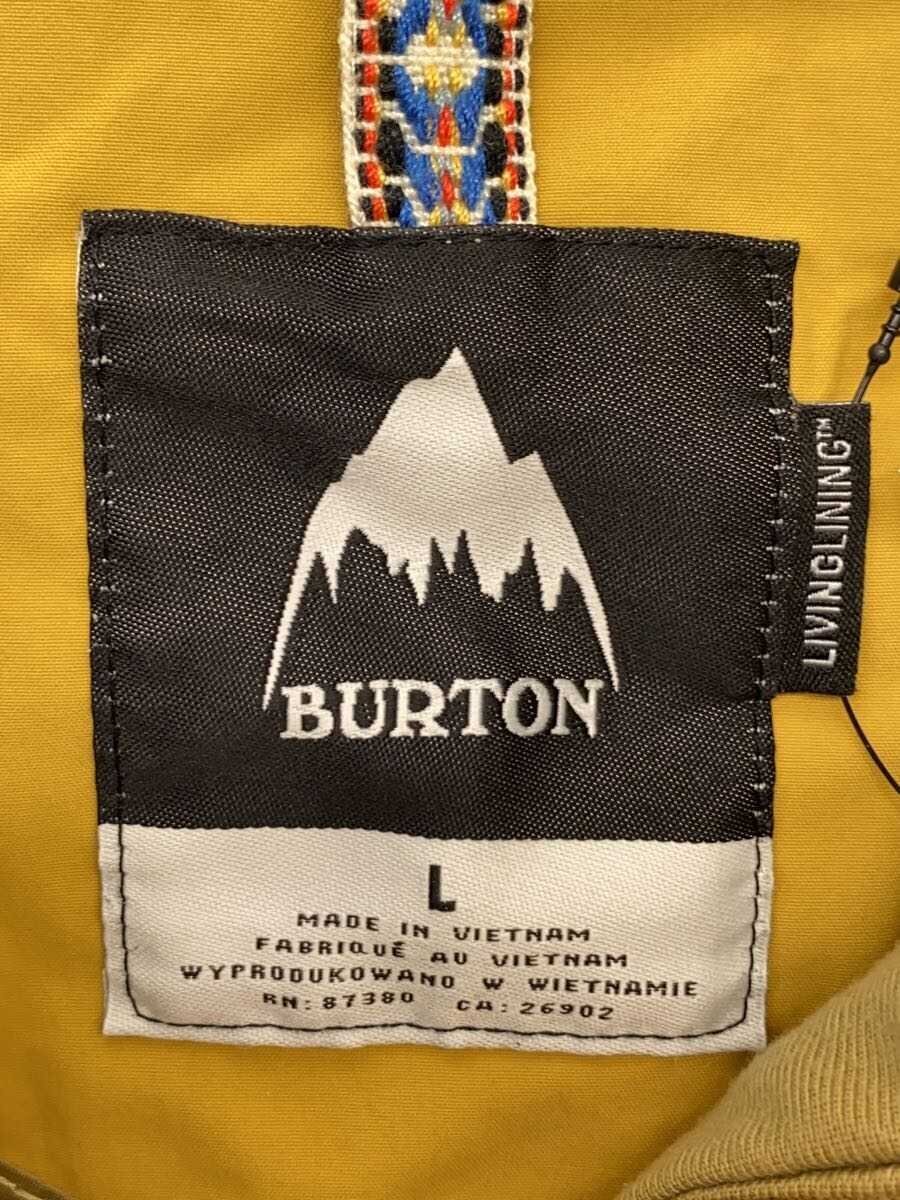 BURTON
LIVINGLINING™
L
MADE IN VIETNAM
FABRIQUÉ AU VIETNAM
WYPRODUKOWANO W WIETNAMIE
RN: 87380 CA: 26902